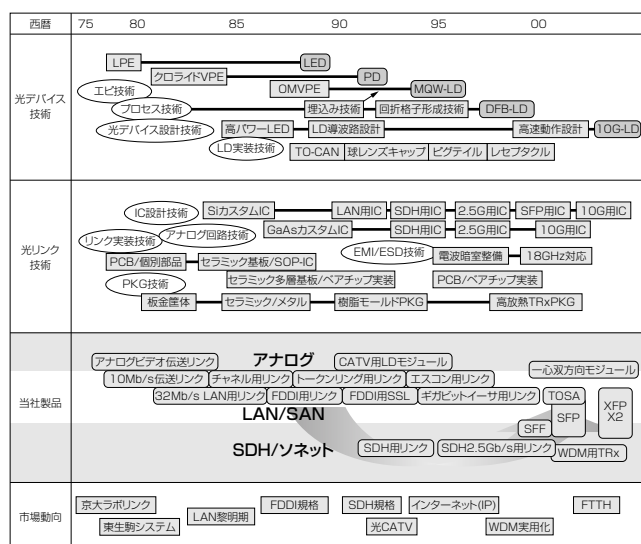 西暦 75 80 85 90 95 00
光デバイス
技術
LPE LED
クロライドVPE PD
エピ技術 OMVPE MQW-LD
プロセス技術 埋込み技術 回折格子形成技術 DFB-LD
光デバイス設計技術 高パワーLED LD導波路設計 高速動作設計 10G-LD
LD実装技術 TO-CAN 球レンズキャップ ピグテイル レセプタクル
光リンク
技術
IC設計技術 SiカスタムIC LAN用IC SDH用IC 2.5G用IC SFP用IC 10G用IC
リンク実装技術 アナログ回路技術 GaAsカスタムIC SDH用IC 2.5G用IC 10G用IC
EMI/ESD技術 電波暗室整備 18GHz対応
PCB/個別部品 セラミック基板/SOP-IC
PKG技術 セラミック多層基板/ベアチップ実装 PCB/ベアチップ実装
板金筐体 セラミック/メタル 樹脂モールドPKG 高放熱TRxPKG
当社製品
アナログビデオ伝送リンク アナログ CATV用LDモジュール
一心双方向モジュール
10Mb/s伝送リンク チャネル用リンク トークンリング用リンク エスコン用リンク
32Mb/s LAN用リンク FDDI用リンク FDDI用SSL ギガビットイーサ用リンク TOSA
LAN/SAN SFP XFP
X2
SFF
SDH/ソネット SDH用リンク SDH2.5Gb/s用リンク WDM用TRx
市場動向
京大ラボリンク FDDI規格 SDH規格 インターネット(IP) FTTH
LAN黎明期
東生駒システム 光CATV WDM実用化